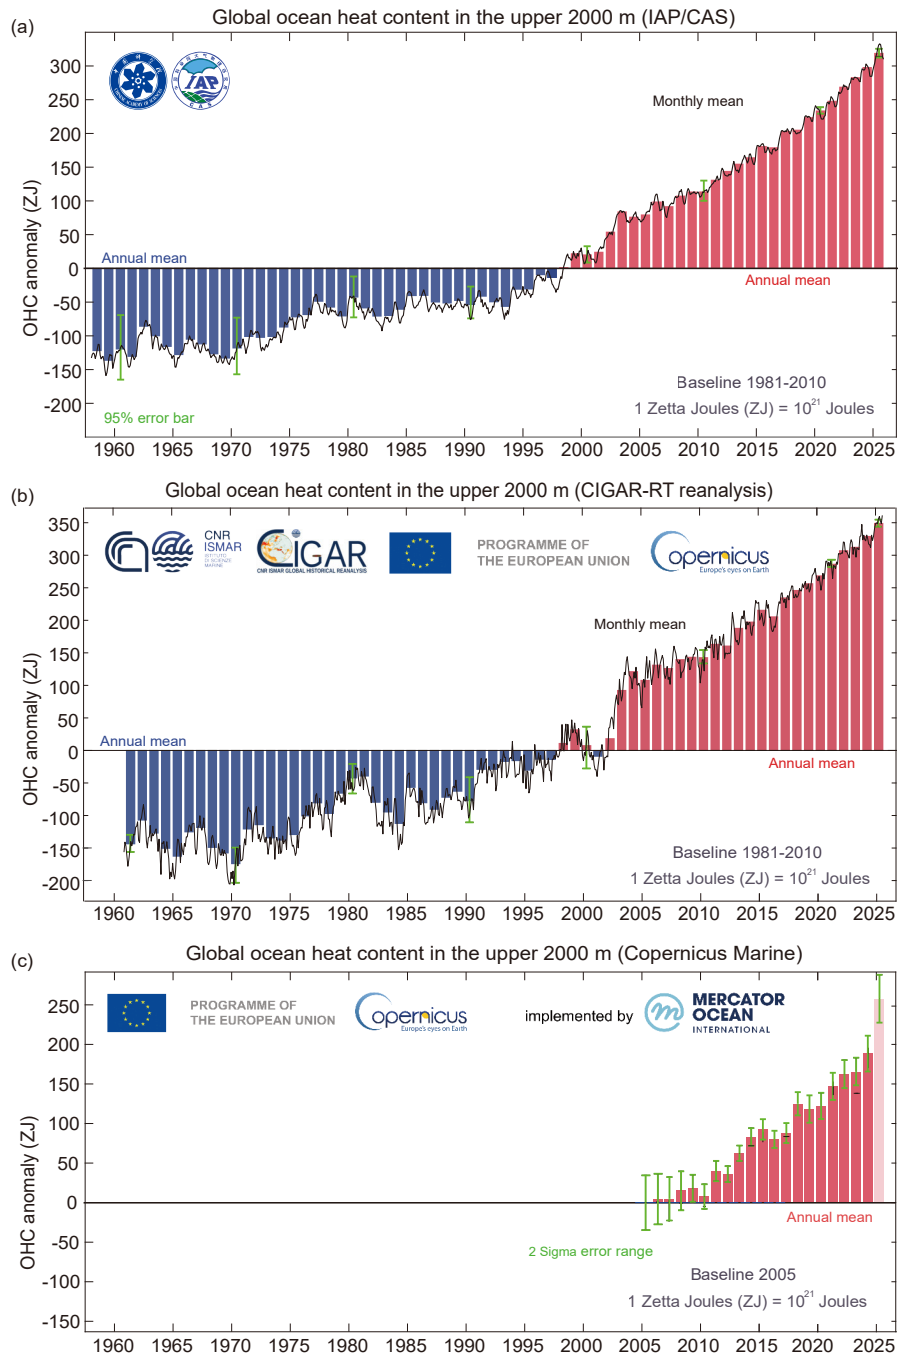 (a)
Global ocean heat content in the upper 2000 m (IAP/CAS)
OHC anomaly (ZJ)
300
250
200
150
100
50
0
-50
-100
-150
-200
IAP
CAS
Monthly mean
Annual mean
Annual mean
Baseline 1981-2010
1 Zetta Joules (ZJ) = 10²¹ Joules
95% error bar
1960 1965 1970 1975 1980 1985 1990 1995 2000 2005 2010 2015 2020 2025
(b)
Global ocean heat content in the upper 2000 m (CIGAR-RT reanalysis)
OHC anomaly (ZJ)
350
300
250
200
150
100
50
0
-50
-100
-150
-200
CNR
ISMAR
ISTITUTO
DI SCIENZE
MARINE
CIGAR
CNR ISMAR GLOBAL HISTORICAL REANALYSIS
PROGRAMME OF
THE EUROPEAN UNION
opernicus
Europe's eyes on Earth
Monthly mean
Annual mean
Annual mean
Baseline 1981-2010
1 Zetta Joules (ZJ) = 10²¹ Joules
1960 1965 1970 1975 1980 1985 1990 1995 2000 2005 2010 2015 2020 2025
(c)
Global ocean heat content in the upper 2000 m (Copernicus Marine)
OHC anomaly (ZJ)
250
200
150
100
50
0
-50
-100
-150
PROGRAMME OF
THE EUROPEAN UNION
opernicus
Europe's eyes on Earth
implemented by
MERCATOR
OCEAN
INTERNATIONAL
Annual mean
2 Sigma error range
Baseline 2005
1 Zetta Joules (ZJ) = 10²¹ Joules
1960 1965 1970 1975 1980 1985 1990 1995 2000 2005 2010 2015 2020 2025